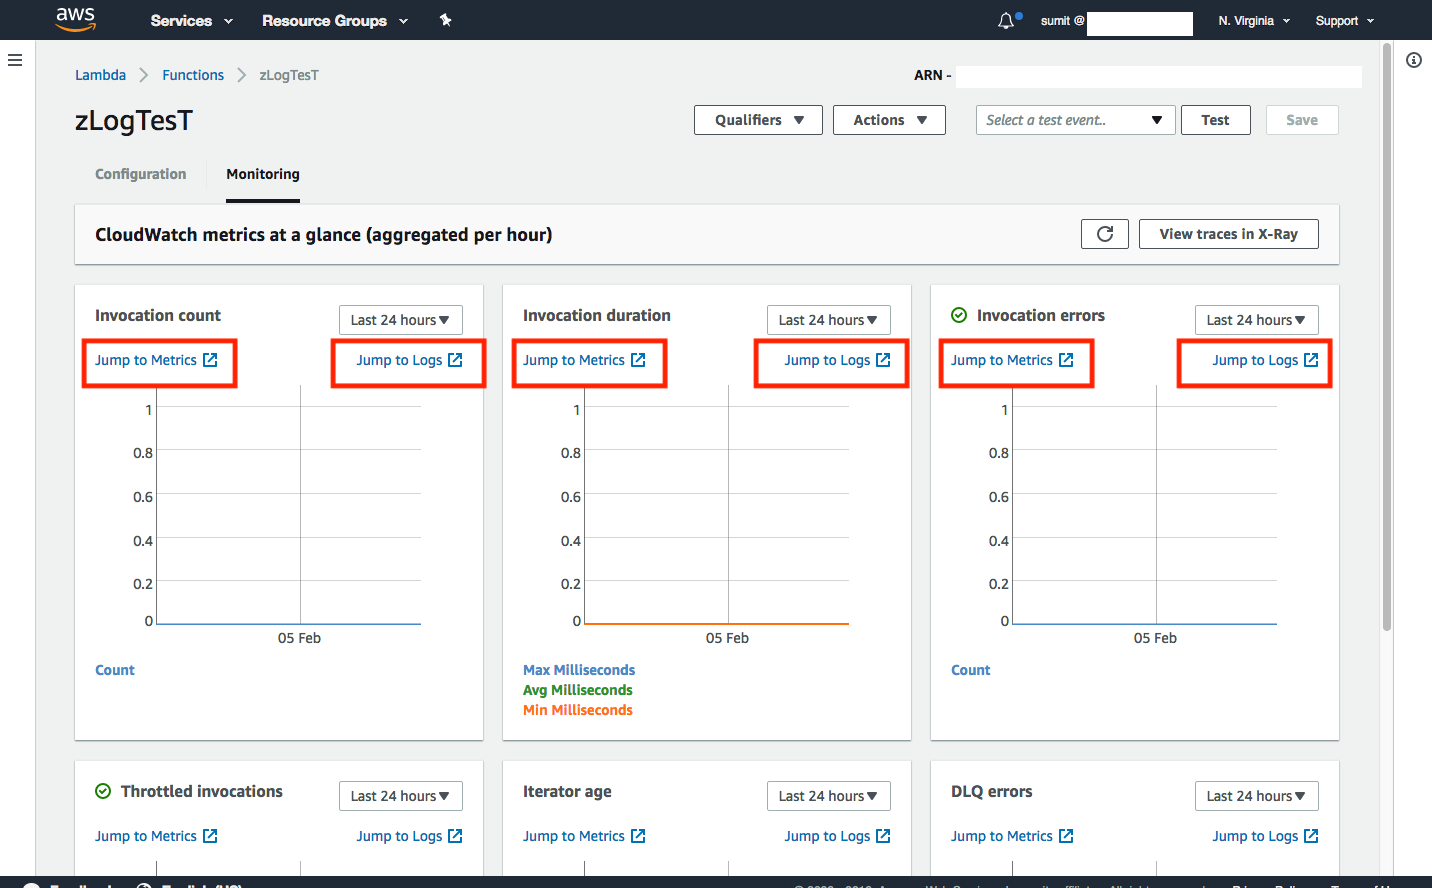 aws Services Resource Groups sumit @ N. Virginia Support
Lambda Functions zLogTesT ARN -
zLogTesT Qualifiers Actions Select a test event.. Test Save
Configuration Monitoring
CloudWatch metrics at a glance (aggregated per hour) View traces in X-Ray
Invocation count Last 24 hours
Jump to Metrics Jump to Logs
1
0.8
0.6
0.4
0.2
0
05 Feb
Count
Invocation duration Last 24 hours
Jump to Metrics Jump to Logs
1
0.8
0.6
0.4
0.2
0
05 Feb
Max Milliseconds
Avg Milliseconds
Min Milliseconds
Invocation errors Last 24 hours
Jump to Metrics Jump to Logs
1
0.8
0.6
0.4
0.2
0
05 Feb
Count
Throttled invocations Last 24 hours
Jump to Metrics Jump to Logs
Iterator age Last 24 hours
Jump to Metrics Jump to Logs
DLQ errors Last 24 hours
Jump to Metrics Jump to Logs